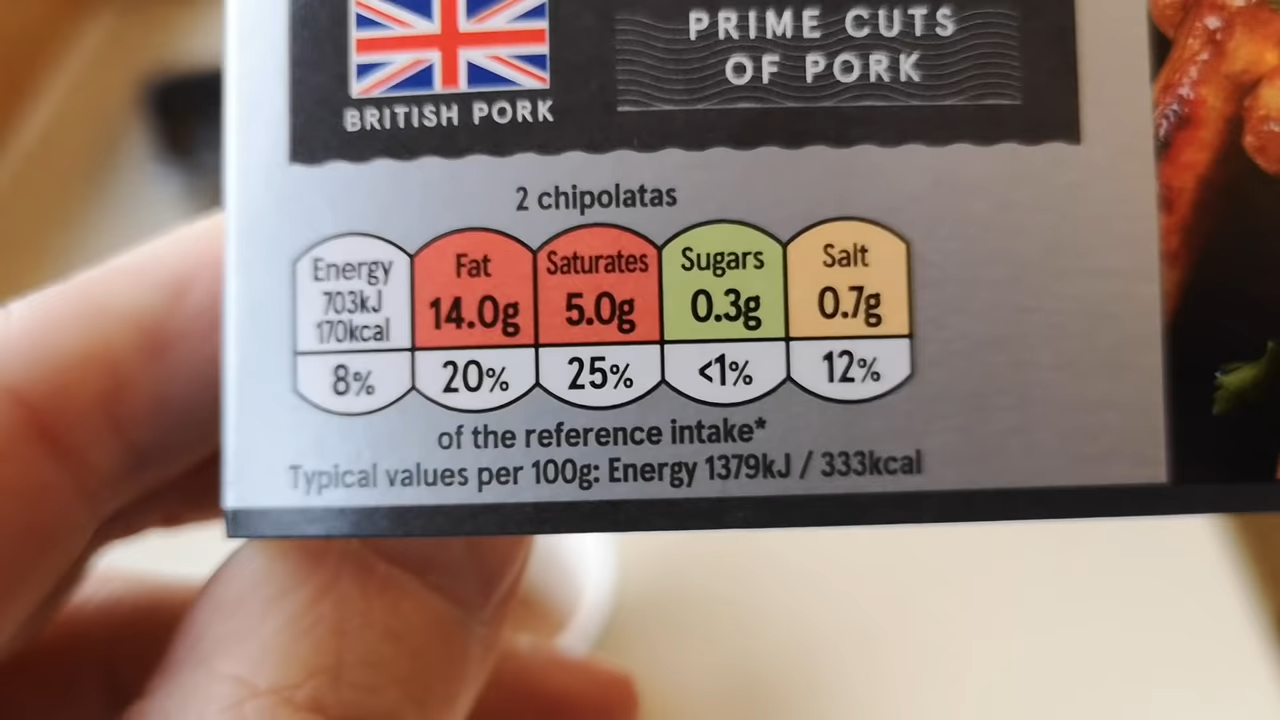 PRIME CUTS
OF PORK
BRITISH PORK
2 chipolatas
Energy
703kJ
170kcal
8%
Fat
14.0g
20%
Saturates
5.0g
25%
Sugars
0.3g
<1%
Salt
0.7g
12%
of the reference intake*
Typical values per 100g: Energy 1379kJ / 333kcal